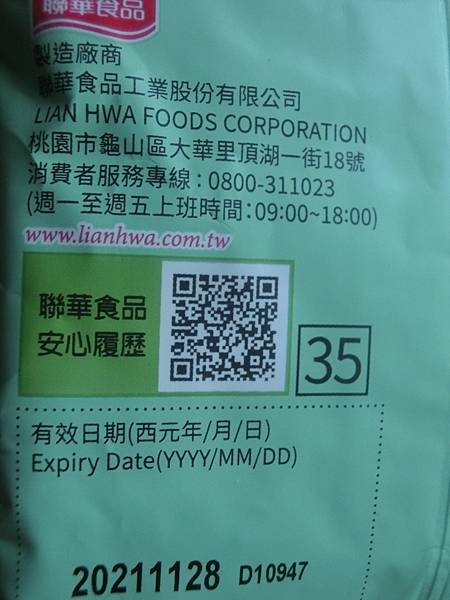 聯華食品
製造廠商
聯華食品工業股份有限公司
LIAN HWA FOODS CORPORATION
桃園市龜山區大華里頂湖一街18號
消費者服務專線：0800-311023
(週一至週五上班時間：09:00~18:00)
www.lianhwa.com.tw
聯華食品
安心履歷
35
有效日期(西元年/月/日)
Expiry Date(YYYY/MM/DD)
20211128 D10947